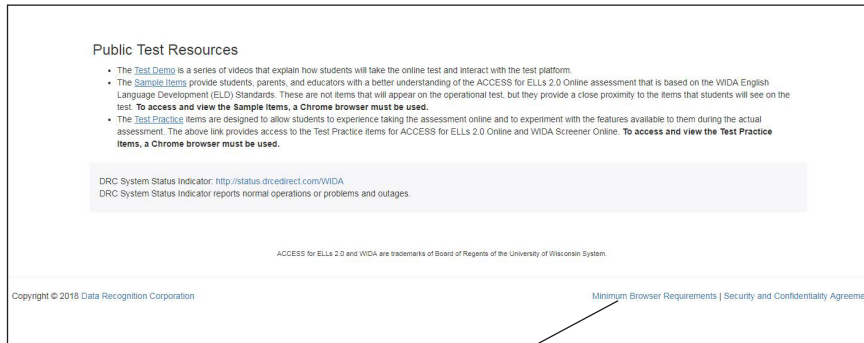 Public Test Resources
• The Test Demo is a series of videos that explain how students will take the online test and interact with the test platform.
• The Sample Items provide students, parents, and educators with a better understanding of the ACCESS for ELLs 2.0 Online assessment that is based on the WIDA English
Language Development (ELD) Standards. These are not items that will appear on the operational test, but they provide a close proximity to the items that students will see on the
test. To access and view the Sample Items, a Chrome browser must be used.
• The Test Practice items are designed to allow students to experience taking the assessment online and to experiment with the features available to them during the actual
assessment. The above link provides access to the Test Practice items for ACCESS for ELLs 2.0 Online and WIDA Screener Online. To access and view the Test Practice
Items, a Chrome browser must be used.
DRC System Status Indicator: http://status.drcedirect.com/WIDA
DRC System Status Indicator reports normal operations or problems and outages.
ACCESS for ELLs 2.0 and WIDA are trademarks of Board of Regents of the University of Wisconsin System.
Copyright © 2018 Data Recognition Corporation
Minimum Browser Requirements | Security and Confidentiality Agreeme